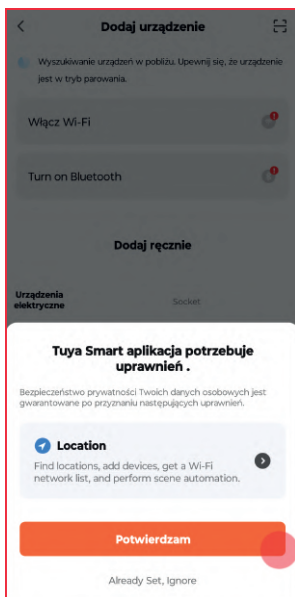 Dodaj urządzenie
Wyszukiwanie urządzeń w pobliżu. Upewnij się, że urządzenie
jest w tryb parowania.
Włącz Wi-Fi
Turn on Bluetooth
Dodaj ręcznie
Urządzenia
elektryczne
Socket
Tuya Smart aplikacja potrzebuje
uprawnień .
Bezpieczeństwo prywatności Twoich danych osobowych jest
gwarantowane po przyznaniu następujących uprawnień.
Location
Find locations, add devices, get a Wi-Fi
network list, and perform scene automation.
Potwierdzam
Already Set, Ignore